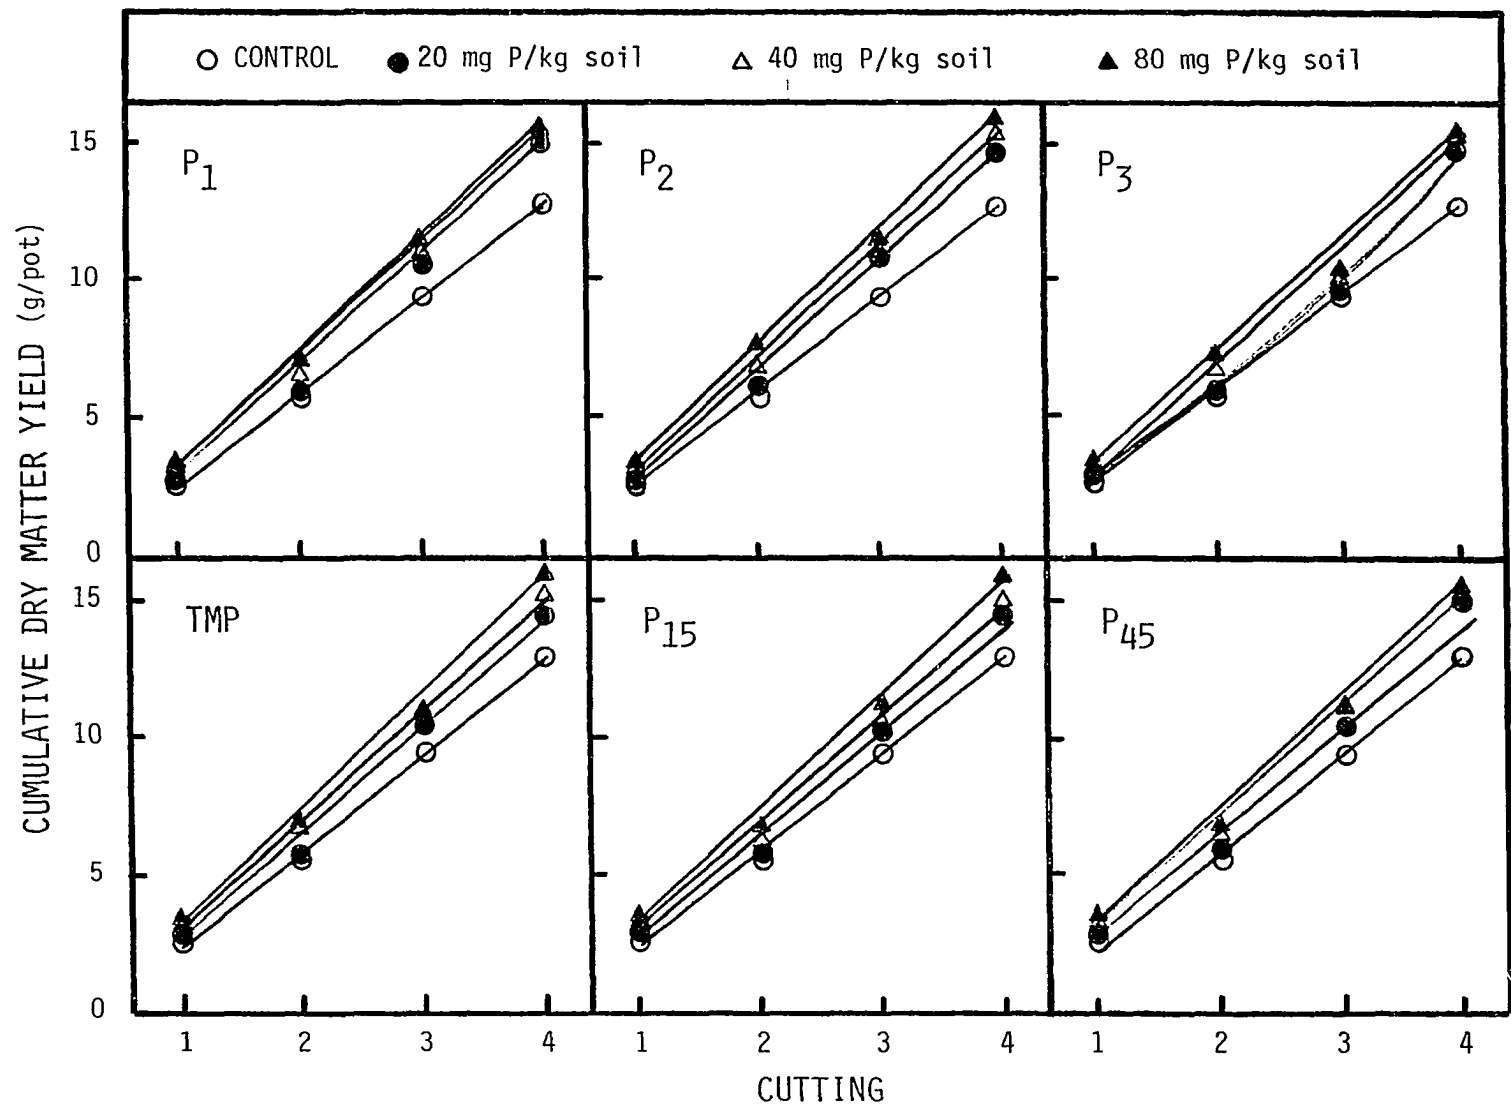 CONTROL 20 mg P/kg soil 40 mg P/kg soil 80 mg P/kg soil
CUMULATIVE DRY MATTER YIELD (g/pot)
15
10
5
0
P1
P2
P3
15
10
5
0
TMP
P15
P45
1 2 3 4 1 2 3 4 1 2 3 4
CUTTING